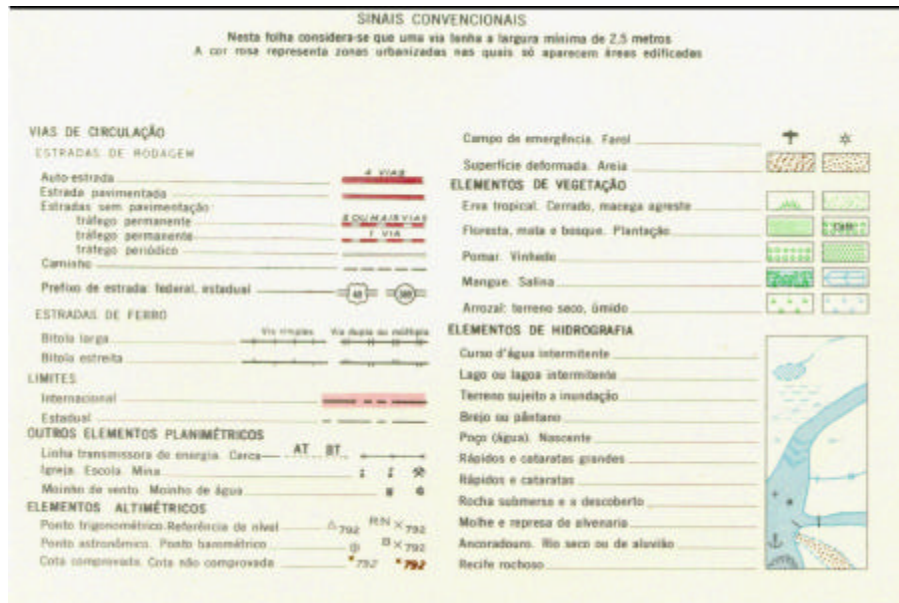 SINAIS CONVENCIONAIS
Nesta folha considera-se que uma via tenha a largura mínima de 2,5 metros
A cor rosa representa zonas urbanizadas nas quais só aparecem áreas edificadas
VIAS DE CIRCULAÇÃO
ESTRADAS DE RODAGEM
Auto-estrada 4 VIAS
Estrada pavimentada
Estradas sem pavimentação
tráfego permanente 2 OU MAIS VIAS
tráfego permanente 1 VIA
tráfego periódico
Caminho
Prefixo de estrada: federal, estadual
ESTRADAS DE FERRO
Via simples Via dupla ou múltipla
Bitola larga
Bitola estreita
LIMITES
Internacional
Estadual
OUTROS ELEMENTOS PLANIMÉTRICOS
Linha transmissora de energia. Cerca AT BT
Igreja. Escola. Mina
Moinho de vento. Moinho de água
ELEMENTOS ALTIMÉTRICOS
Ponto trigonométrico. Referência de nível 792 RN 792
Ponto astronômico. Ponto barométrico B 792
Cota comprovada. Cota não comprovada 792 792
Campo de emergência. Farol
Superfície deformada. Areia
ELEMENTOS DE VEGETAÇÃO
Erva tropical. Cerrado, macega agreste
Floresta, mata e bosque. Plantação
Pomar. Vinhedo
Mangue. Salina
Arrozal: terreno seco, úmido
ELEMENTOS DE HIDROGRAFIA
Curso d'água intermitente
Lago ou lagoa intermitente
Terreno sujeito a inundação
Brejo ou pântano
Poço (água). Nascente
Rápidos e cataratas grandes
Rápidos e cataratas
Rocha submersa e a descoberto
Molhe e represa de alvenaria
Ancoradouro. Rio seco ou de aluvião
Recife rochoso